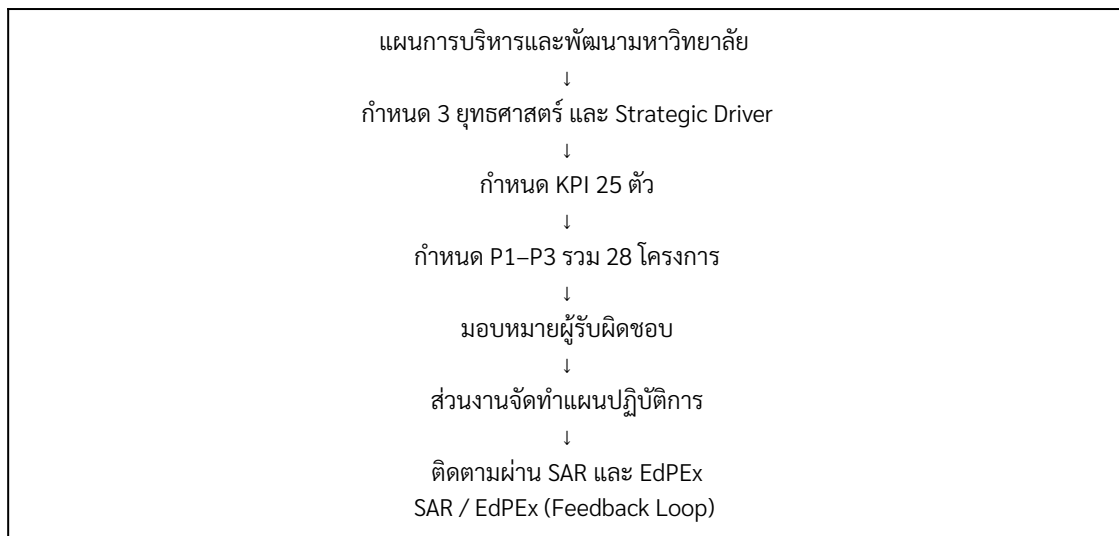 แผนการบริหารและพัฒนามหาวิทยาลัย
↓
กำหนด 3 ยุทธศาสตร์ และ Strategic Driver
↓
กำหนด KPI 25 ตัว
↓
กำหนด P1–P3 รวม 28 โครงการ
↓
มอบหมายผู้รับผิดชอบ
↓
ส่วนงานจัดทำแผนปฏิบัติการ
↓
ติดตามผ่าน SAR และ EdPEx
SAR / EdPEx (Feedback Loop)